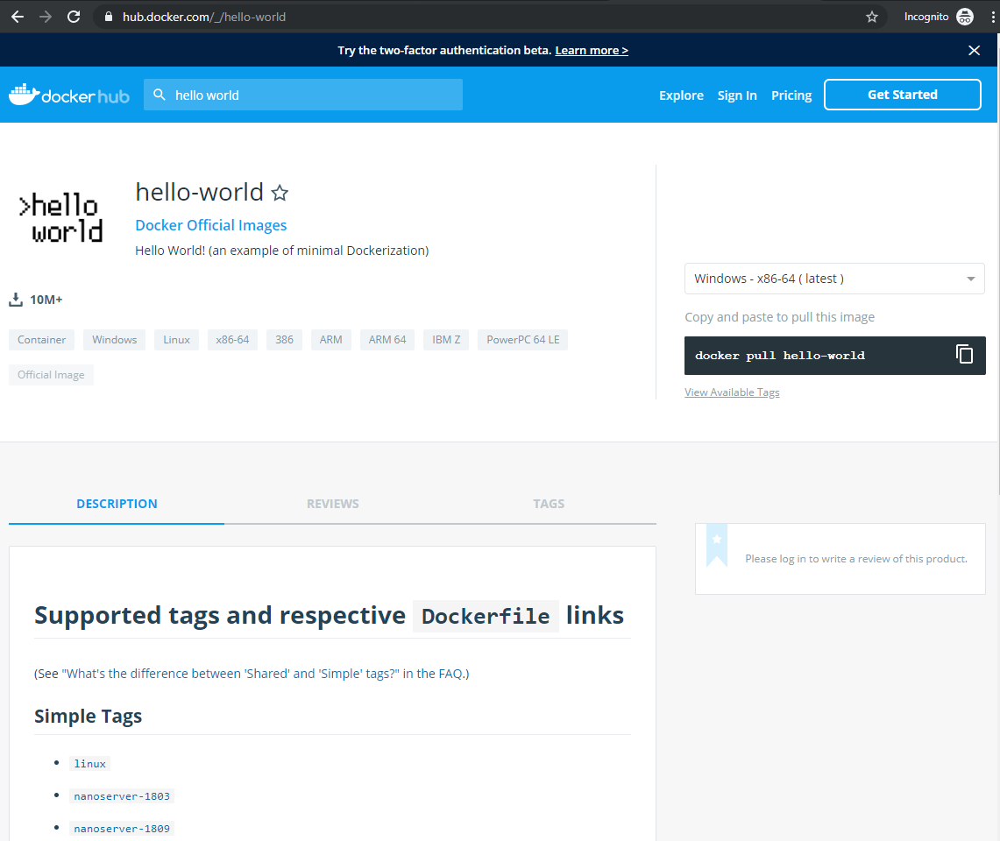 hub.docker.com/_/hello-world
Incognito
Try the two-factor authentication beta. Learn more >
docker hub
hello world
Explore
Sign In
Pricing
Get Started
>hello
world
hello-world
Docker Official Images
Hello World! (an example of minimal Dockerization)
10M+
Container
Windows
Linux
x86-64
386
ARM
ARM 64
IBM Z
PowerPC 64 LE
Official Image
Windows - x86-64 ( latest )
Copy and paste to pull this image
docker pull hello-world
View Available Tags
DESCRIPTION
REVIEWS
TAGS
Please log in to write a review of this product.
Supported tags and respective Dockerfile links
(See "What's the difference between 'Shared' and 'Simple' tags?" in the FAQ.)
Simple Tags
linux
nanoserver-1803
nanoserver-1809